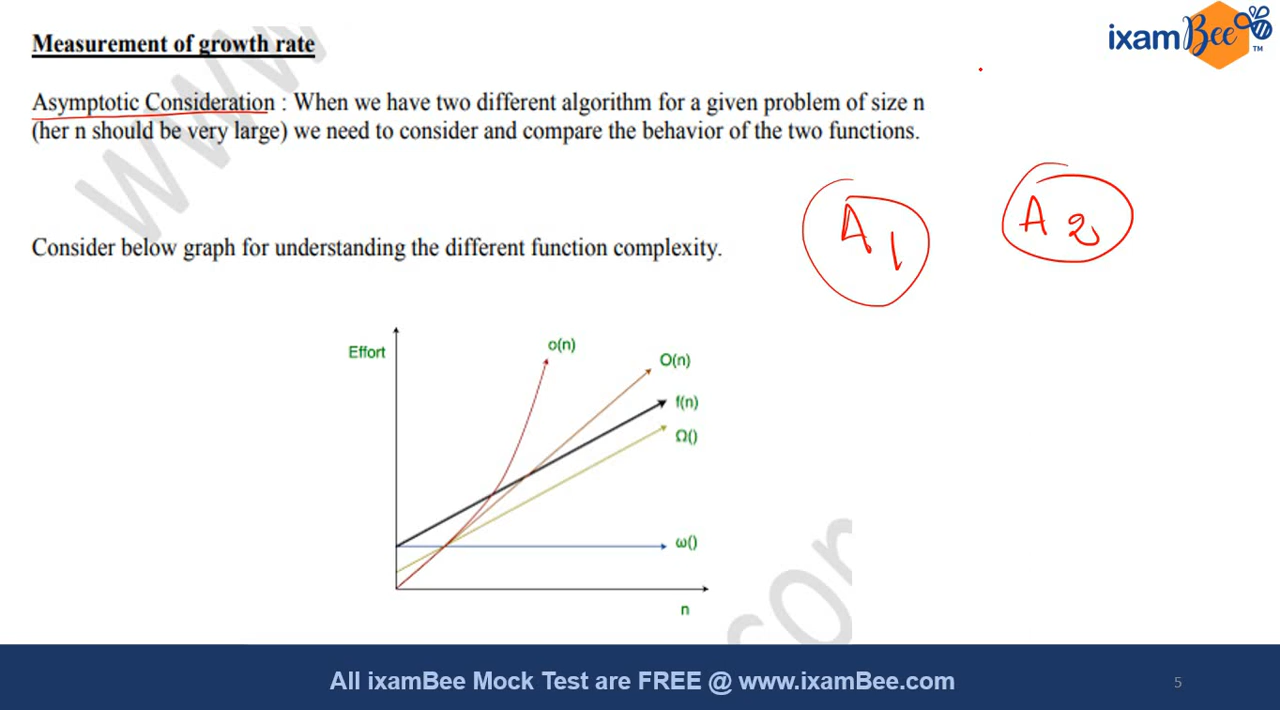 ixamBee
TM
Measurement of growth rate
Asymptotic Consideration : When we have two different algorithm for a given problem of size n
(her n should be very large) we need to consider and compare the behavior of the two functions.
A1
A2
Consider below graph for understanding the different function complexity.
Effort
o(n)
O(n)
f(n)
Ω()
ω()
n
www
com
All ixamBee Mock Test are FREE @ www.ixamBee.com
5